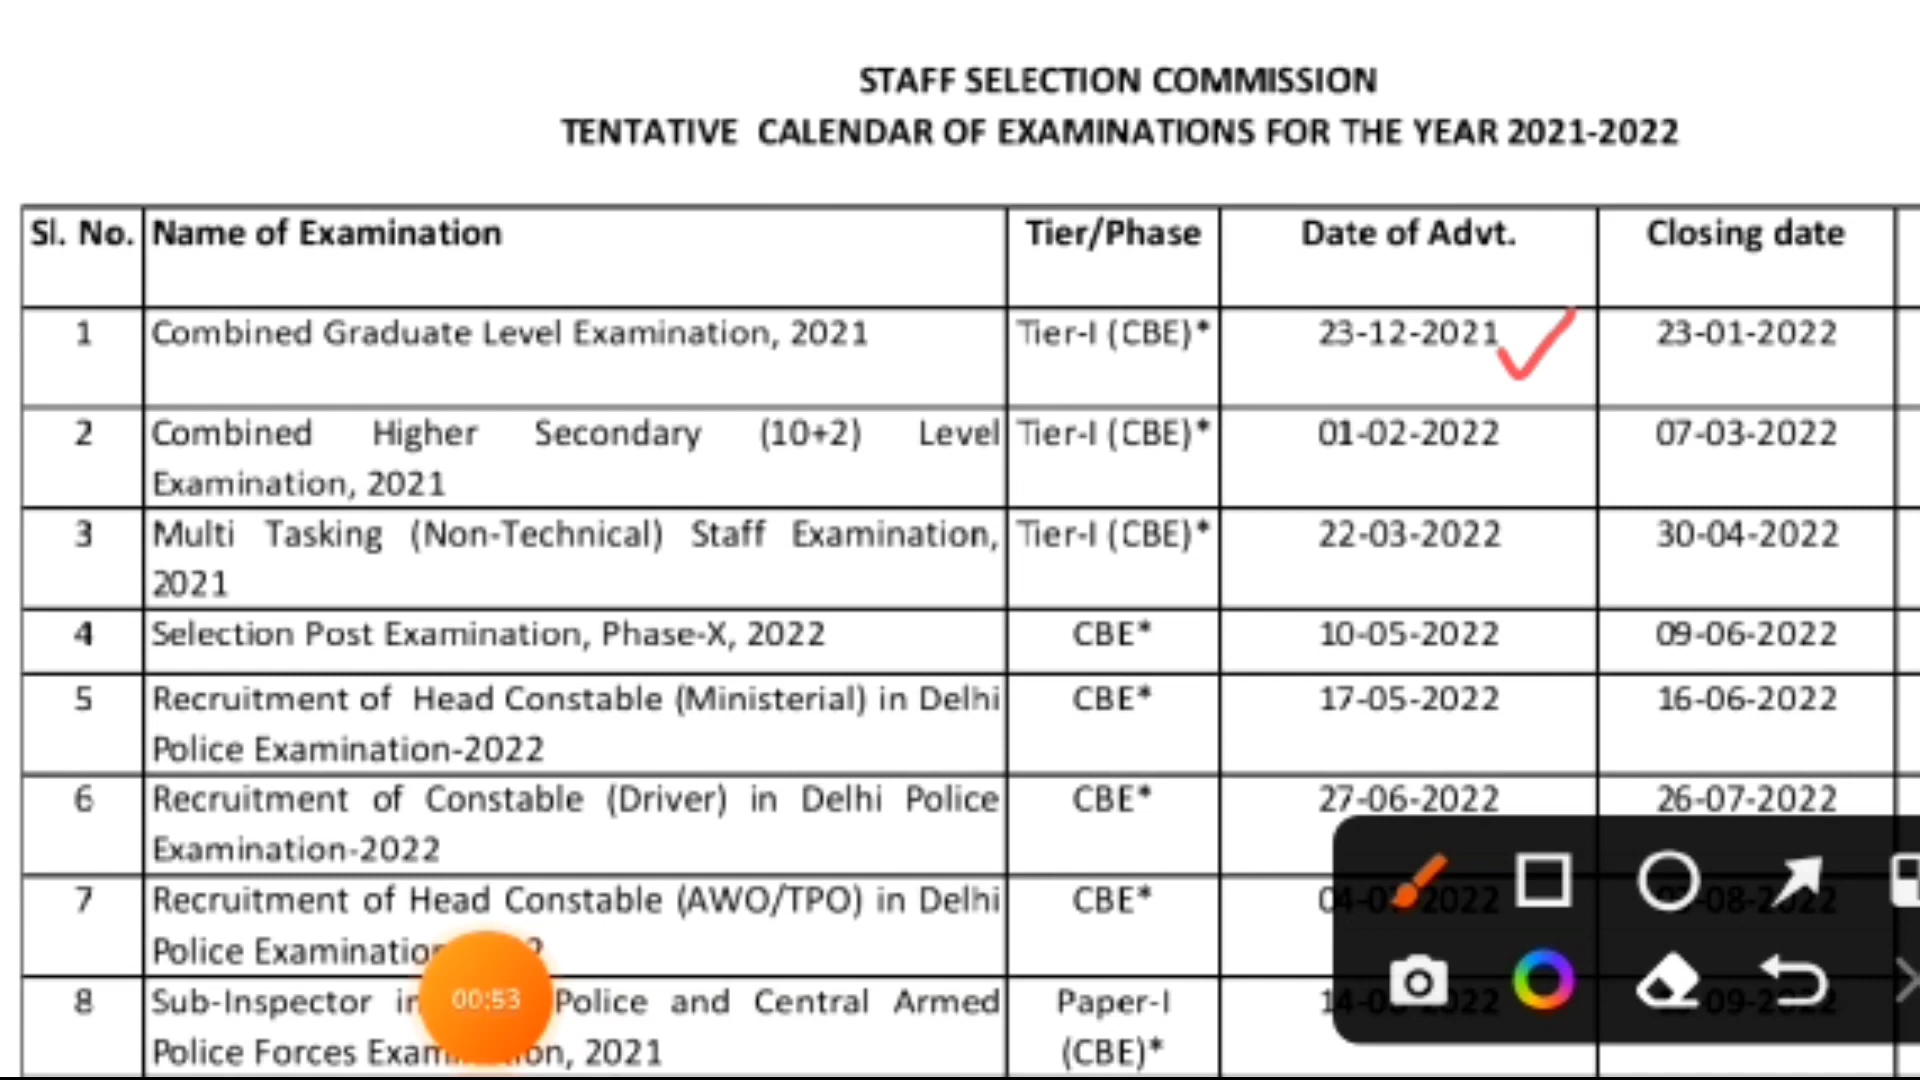 STAFF SELECTION COMMISSION
TENTATIVE CALENDAR OF EXAMINATIONS FOR THE YEAR 2021-2022
Sl. No. Name of Examination Tier/Phase Date of Advt. Closing date
1 Combined Graduate Level Examination, 2021 Tier-I (CBE)* 23-12-2021 23-01-2022
2 Combined Higher Secondary (10+2) Level Tier-I (CBE)* 01-02-2022 07-03-2022
Examination, 2021
3 Multi Tasking (Non-Technical) Staff Examination, Tier-I (CBE)* 22-03-2022 30-04-2022
2021
4 Selection Post Examination, Phase-X, 2022 CBE* 10-05-2022 09-06-2022
5 Recruitment of Head Constable (Ministerial) in Delhi CBE* 17-05-2022 16-06-2022
Police Examination-2022
6 Recruitment of Constable (Driver) in Delhi Police CBE* 27-06-2022 26-07-2022
Examination-2022
7 Recruitment of Head Constable (AWO/TPO) in Delhi CBE*
Police
8 Sub-Inspector in Police and Central Armed Paper-I
00:53
Police Forces 2021 (CBE)*